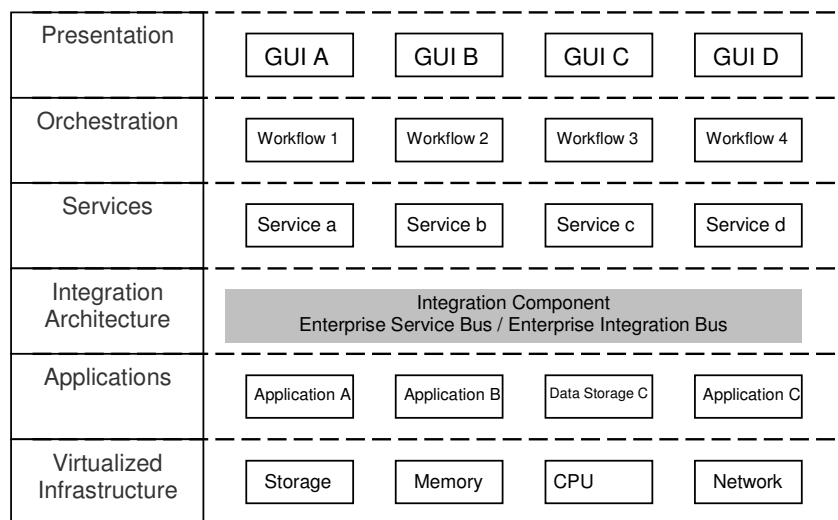 Presentation
GUI A
GUI B
GUI C
GUI D
Orchestration
Workflow 1
Workflow 2
Workflow 3
Workflow 4
Services
Service a
Service b
Service c
Service d
Integration
Architecture
Integration Component
Enterprise Service Bus / Enterprise Integration Bus
Applications
Application A
Application B
Data Storage C
Application C
Virtualized
Infrastructure
Storage
Memory
CPU
Network